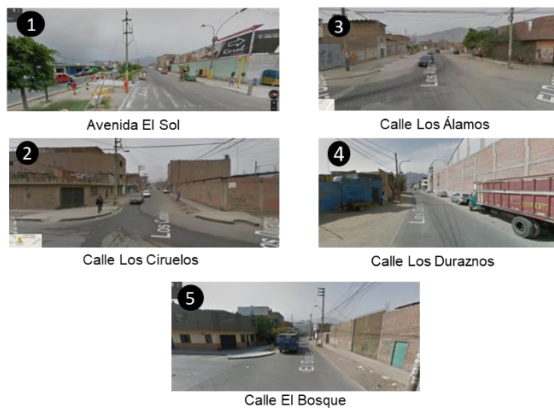 1
Avenida El Sol
3
Calle Los Álamos
2
Los
Calle Los Ciruelos
4
Calle Los Duraznos
5
Calle El Bosque